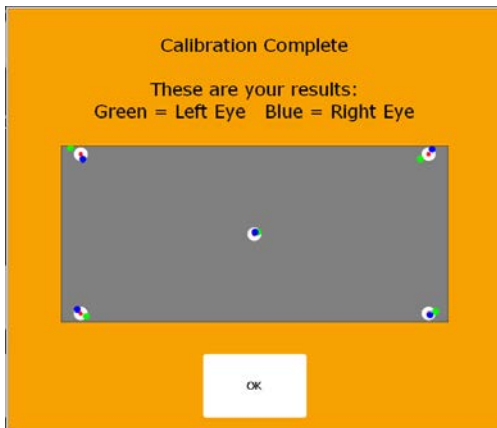 Calibration Complete
These are your results:
Green = Left Eye   Blue = Right Eye
OK